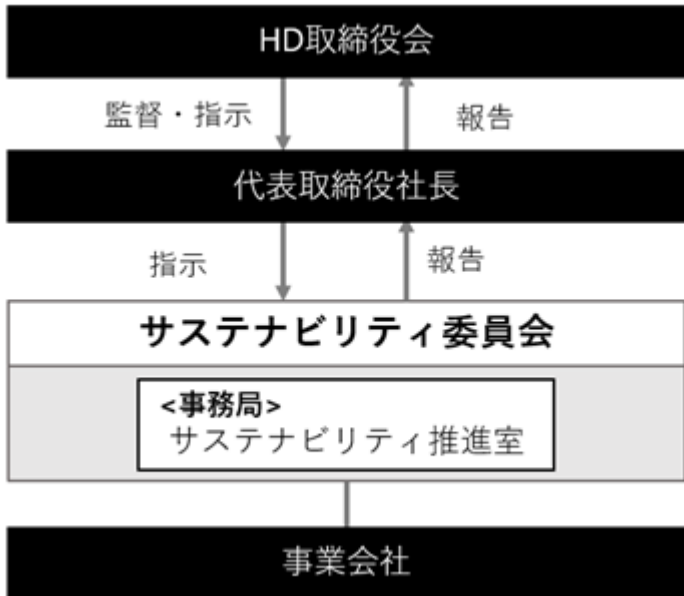 HD取締役会
監督・指示
報告
代表取締役社長
指示
報告
サステナビリティ委員会
<事務局>
サステナビリティ推進室
事業会社